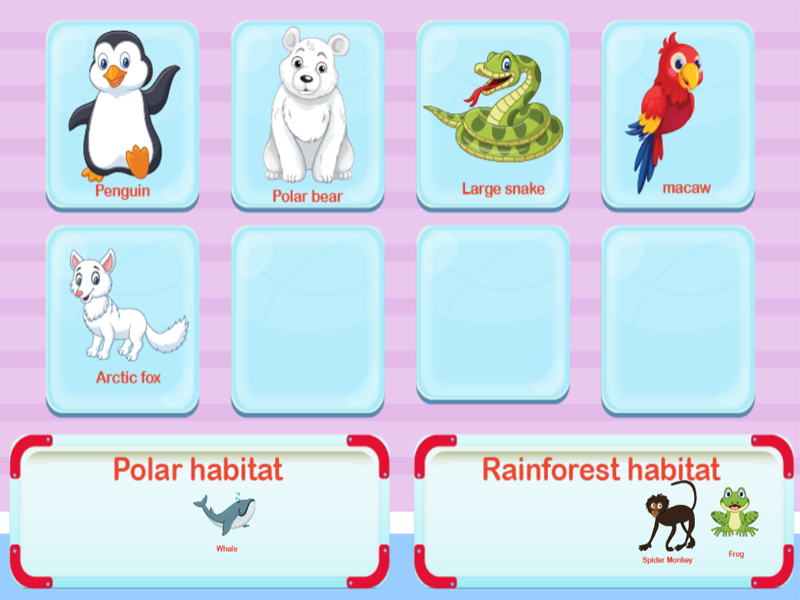 Penguin
Polar bear
Large snake
macaw
Arctic fox
Polar habitat
Whale
Rainforest habitat
Spider Monkey
Frog